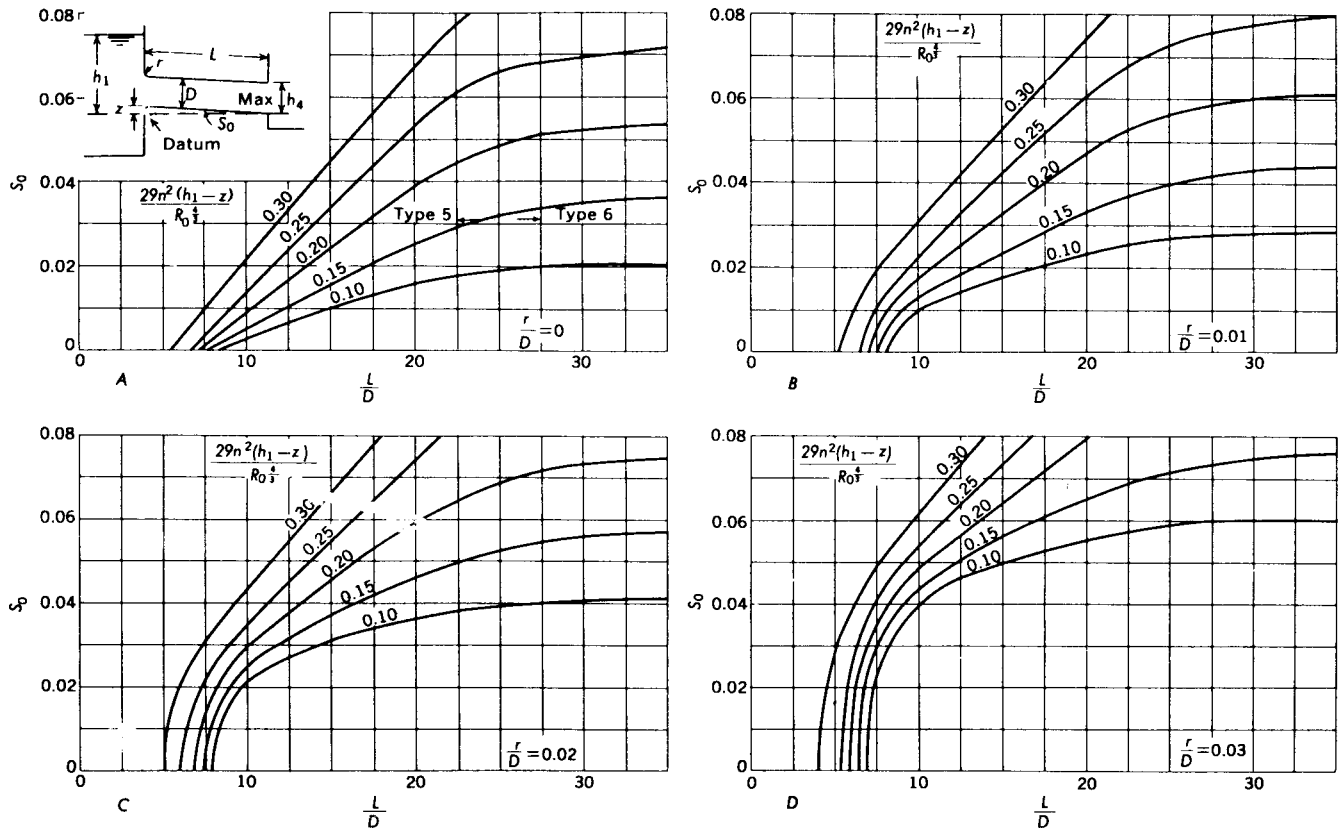 0.08
r
L
r
h₁
D
Max
h₄
z
S₀
Datum
0.06
S₀
0.04
29n²(h₁−z)
R₀^4/3
0.02
0
0.30
0.25
0.20
0.15
0.10
Type 5
Type 6
r/D =0
0 10 20 30
A
L/D
0.08
0.06
S₀
0.04
0.02
0
29n²(h₁−z)
R₀^4/3
0.30
0.25
0.20
0.15
0.10
r/D =0.01
0 10 20 30
B
L/D
0.08
0.06
S₀
0.04
0.02
0
29n²(h₁−z)
R₀^4/3
0.30
0.25
0.20
0.15
0.10
r/D =0.02
0 10 20 30
C
L/D
0.08
0.06
S₀
0.04
0.02
0
29n²(h₁−z)
R₀^4/3
0.30
0.25
0.20
0.15
0.10
r/D =0.03
0 10 20 30
D
L/D